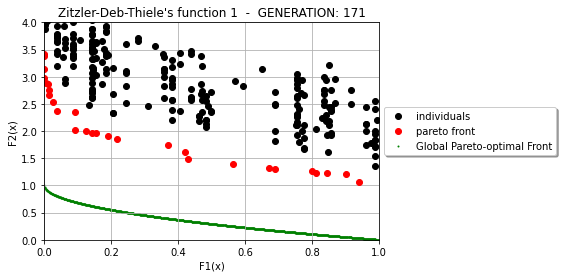 Zitzler-Deb-Thiele's function 1 - GENERATION: 171
4.0
3.5
3.0
2.5
2.0
1.5
1.0
0.5
0.0
F2(x)
0.0 0.2 0.4 0.6 0.8 1.0
F1(x)
individuals
pareto front
Global Pareto-optimal Front